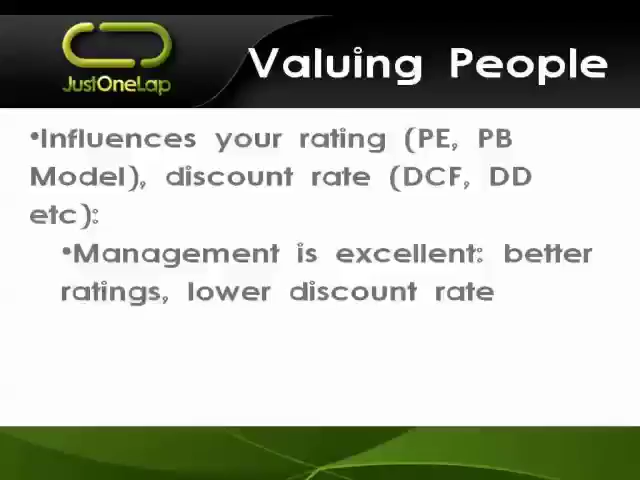 JustOneLap
Valuing People
•Influences your rating (PE, PB
Model), discount rate (DCF, DD
etc):
•Management is excellent: better
ratings, lower discount rate